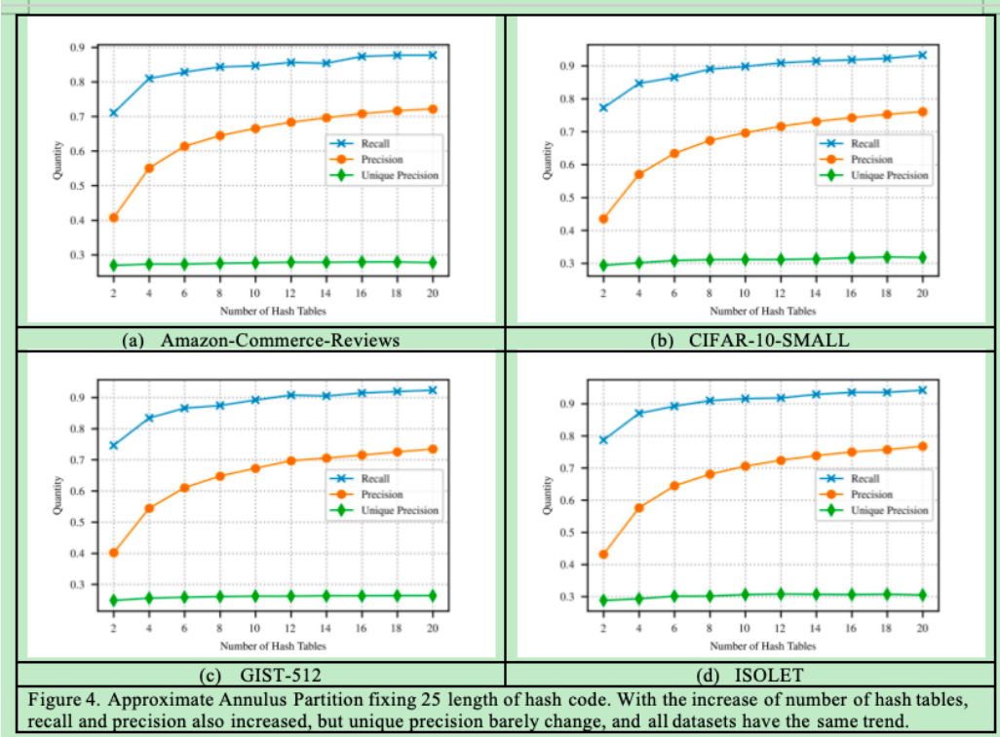 0.9
0.8
0.7
0.6
0.5
0.4
0.3
Quantity
Recall
Precision
Unique Precision
2 4 6 8 10 12 14 16 18 20
Number of Hash Tables
(a) Amazon-Commerce-Reviews
0.9
0.8
0.7
0.6
0.5
0.4
0.3
Quantity
Recall
Precision
Unique Precision
2 4 6 8 10 12 14 16 18 20
Number of Hash Tables
(b) CIFAR-10-SMALL
0.9
0.8
0.7
0.6
0.5
0.4
0.3
Quantity
Recall
Precision
Unique Precision
2 4 6 8 10 12 14 16 18 20
Number of Hash Tables
(c) GIST-512
0.9
0.8
0.7
0.6
0.5
0.4
0.3
Quantity
Recall
Precision
Unique Precision
2 4 6 8 10 12 14 16 18 20
Number of Hash Tables
(d) ISOLET
Figure 4. Approximate Annulus Partition fixing 25 length of hash code. With the increase of number of hash tables,
recall and precision also increased, but unique precision barely change, and all datasets have the same trend.